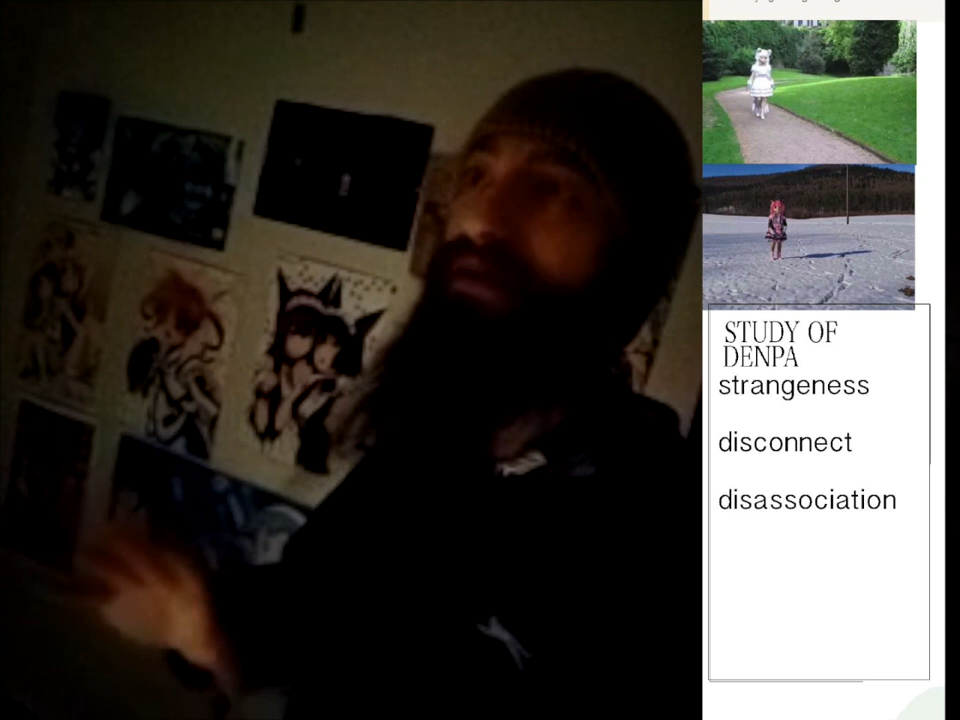 STUDY OF
DENPA
strangeness
disconnect
disassociation